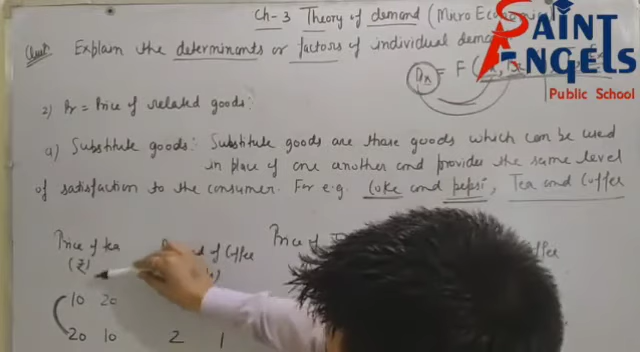 Ch-3 Theory of demand (Micro Economics)
SAINT ANGELS
Public School
Ques: Explain the determinants or factors of individual dema
Dx = F (
2) Pr = Price of related goods:
a) Substitute goods: Substitute goods are those goods which can be used
in place of one another and provides the same level
of satisfaction to the consumer. For e.g. Coke and pepsi, Tea and Coffee
Price of tea of Coffee Price of
(₹)
10 20
20 10 2 1